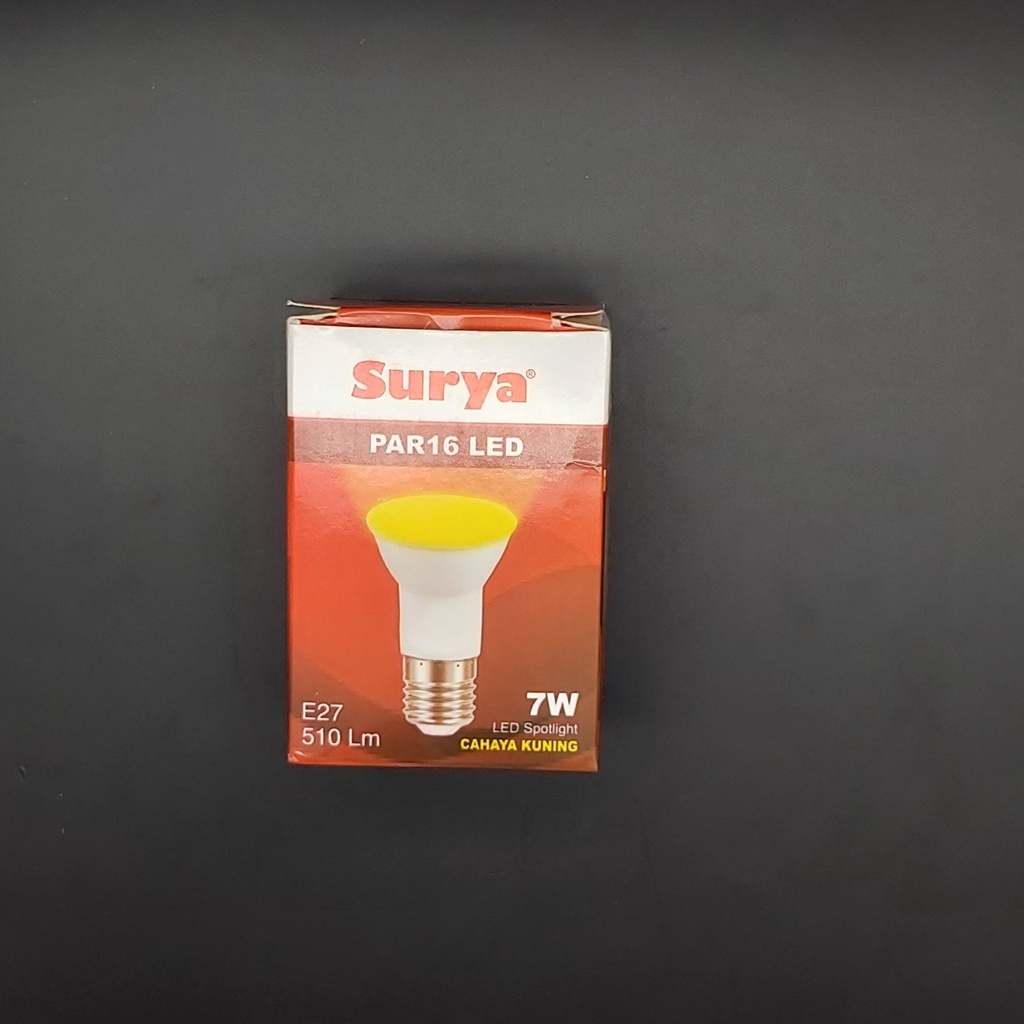 Surya®
PAR16 LED
E27
510 Lm
7W
LED Spotlight
CAHAYA KUNING